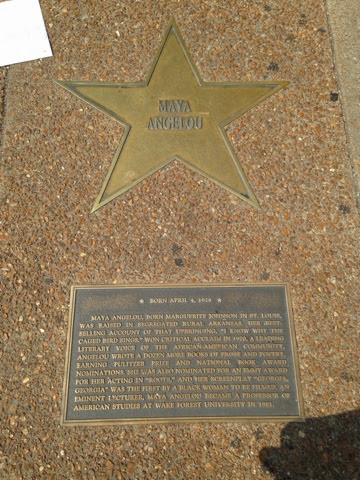 MAYA
ANGELOU
★ BORN APRIL 4, 1928 ★
MAYA ANGELOU, BORN MARGUERITE JOHNSON IN ST. LOUIS,
WAS RAISED IN SEGREGATED RURAL ARKANSAS. HER BEST-
SELLING ACCOUNT OF THAT UPBRINGING, "I KNOW WHY THE
CAGED BIRD SINGS," WON CRITICAL ACCLAIM IN 1970. A LEADING
LITERARY VOICE OF THE AFRICAN-AMERICAN COMMUNITY,
ANGELOU WROTE A DOZEN MORE BOOKS OF PROSE AND POETRY,
EARNING PULITZER PRIZE AND NATIONAL BOOK AWARD
NOMINATIONS. SHE WAS ALSO NOMINATED FOR AN EMMY AWARD
FOR HER ACTING IN "ROOTS," AND HER SCREENPLAY "GEORGIA,
GEORGIA" WAS THE FIRST BY A BLACK WOMAN TO BE FILMED. AN
EMINENT LECTURER, MAYA ANGELOU BECAME A PROFESSOR OF
AMERICAN STUDIES AT WAKE FOREST UNIVERSITY IN 1981.